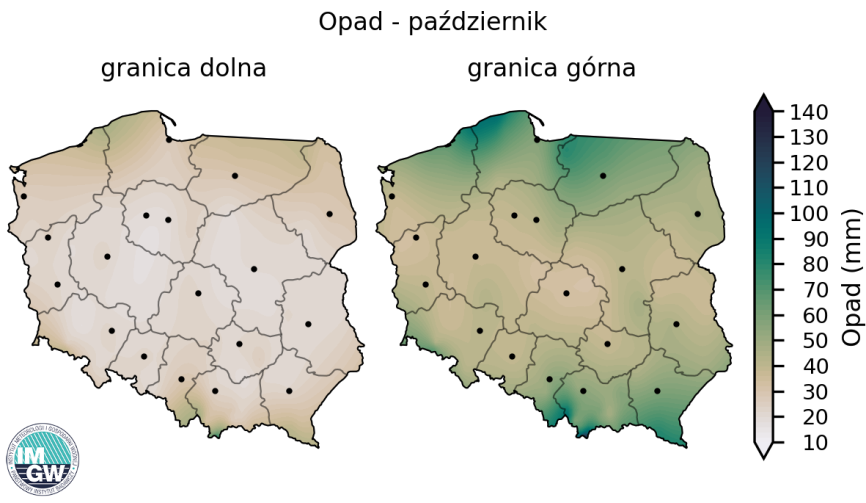 Opad - październik
granica dolna
granica górna
140
130
120
110
100
90
80
70
60
50
40
30
20
10
Opad (mm)
IM
GW